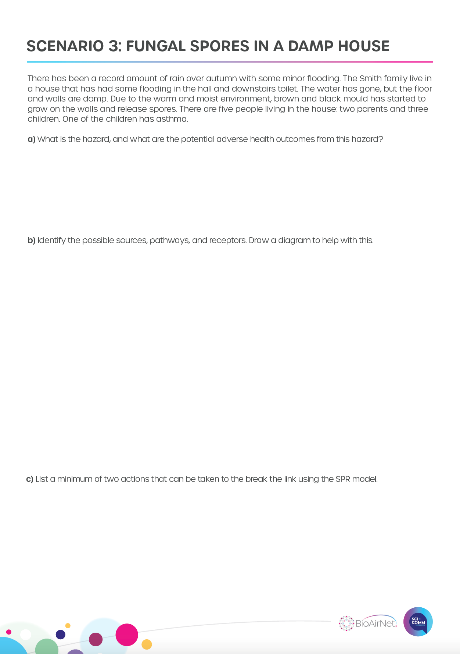 SCENARIO 3: FUNGAL SPORES IN A DAMP HOUSE
There has been a record amount of rain over autumn with some minor flooding. The Smith family live in
a house that has had some flooding in the hall and downstairs toilet. The water has gone, but the floor
and walls are damp. Due to the warm and moist environment, brown and black mould has started to
grow on the walls and release spores. There are five people living in the house: two parents and three
children. One of the children has asthma.
a) What is the hazard, and what are the potential adverse health outcomes from this hazard?
b) Identify the possible sources, pathways, and receptors. Draw a diagram to help with this.
c) List a minimum of two actions that can be taken to the break the link using the SPR model.
BioAirNet
SCI
COMM